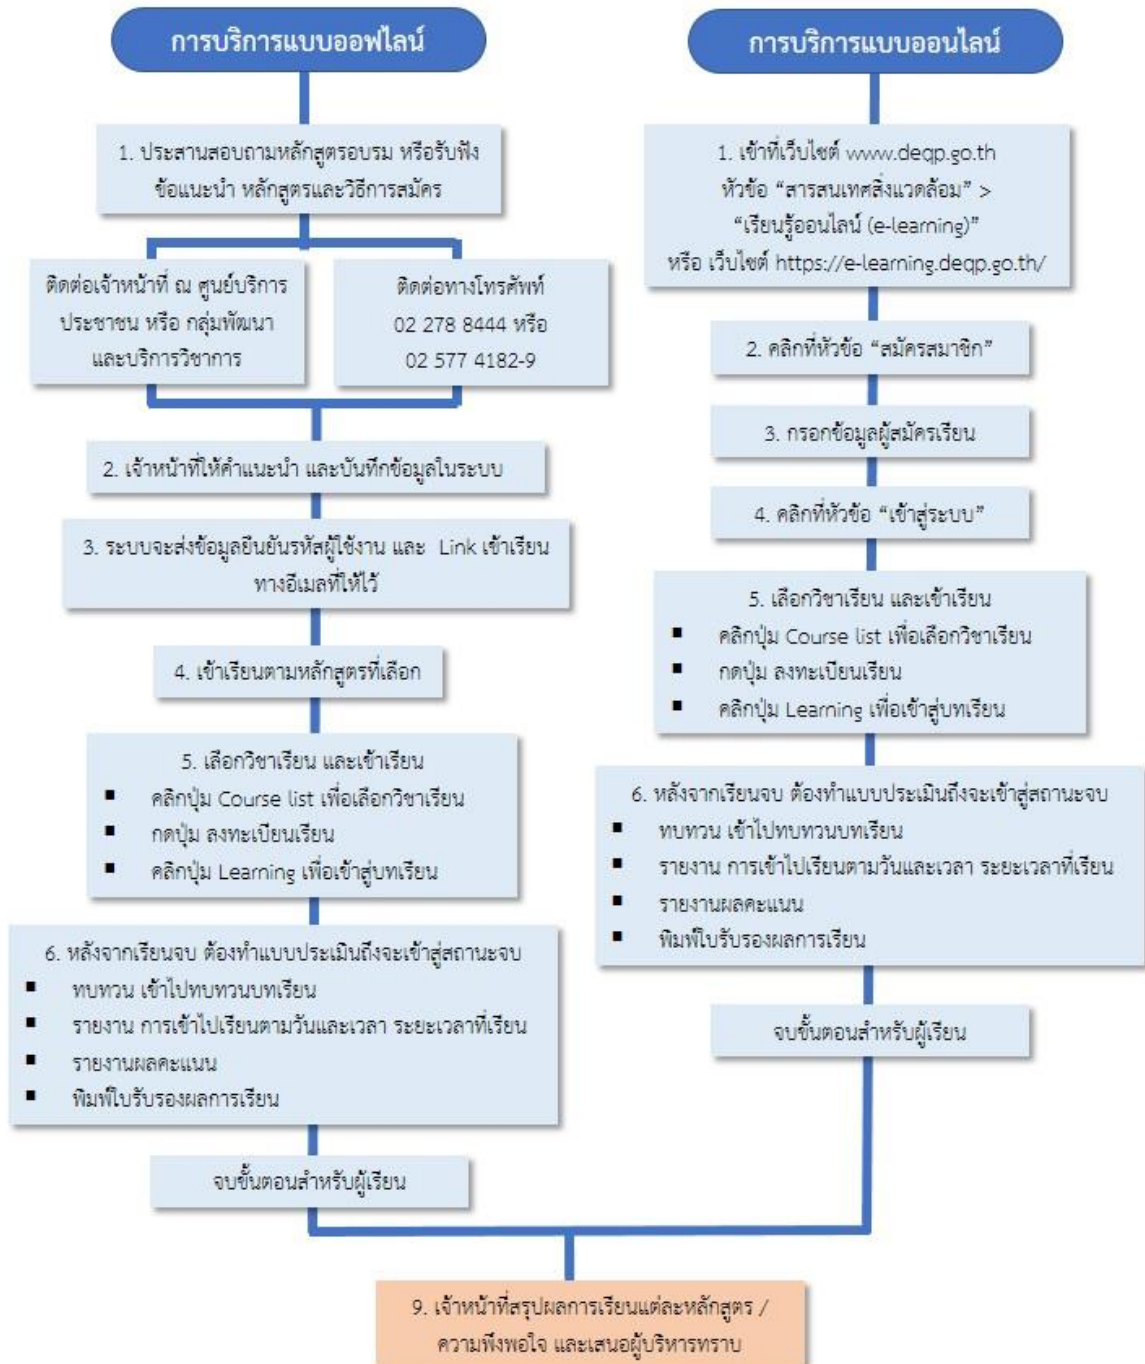 การบริการแบบออฟไลน์
1. ประสานสอบถามหลักสูตรอบรม หรือรับฟัง
ข้อแนะนำ หลักสูตรและวิธีการสมัคร
ติดต่อเจ้าหน้าที่ ณ ศูนย์บริการ
ประชาชน หรือ กลุ่มพัฒนา
และบริการวิชาการ
ติดต่อทางโทรศัพท์
02 278 8444 หรือ
02 577 4182-9
2. เจ้าหน้าที่ให้คำแนะนำ และบันทึกข้อมูลในระบบ
3. ระบบจะส่งข้อมูลยืนยันรหัสผู้ใช้งาน และ Link เข้าเรียน
ทางอีเมลที่ให้ไว้
4. เข้าเรียนตามหลักสูตรที่เลือก
5. เลือกวิชาเรียน และเข้าเรียน
▪ คลิกปุ่ม Course list เพื่อเลือกวิชาเรียน
▪ กดปุ่ม ลงทะเบียนเรียน
▪ คลิกปุ่ม Learning เพื่อเข้าสู่บทเรียน
6. หลังจากเรียนจบ ต้องทำแบบประเมินถึงจะเข้าสู่สถานะจบ
▪ ทบทวน เข้าไปทบทวนบทเรียน
▪ รายงาน การเข้าไปเรียนตามวันและเวลา ระยะเวลาที่เรียน
▪ รายงานผลคะแนน
▪ พิมพ์ใบรับรองผลการเรียน
จบขั้นตอนสำหรับผู้เรียน
การบริการแบบออนไลน์
1. เข้าที่เว็บไซต์ www.deqp.go.th
หัวข้อ “สารสนเทศสิ่งแวดล้อม” >
“เรียนรู้ออนไลน์ (e-learning)”
หรือ เว็บไซต์ https://e-learning.deqp.go.th/
2. คลิกที่หัวข้อ “สมัครสมาชิก”
3. กรอกข้อมูลผู้สมัครเรียน
4. คลิกที่หัวข้อ “เข้าสู่ระบบ”
5. เลือกวิชาเรียน และเข้าเรียน
▪ คลิกปุ่ม Course list เพื่อเลือกวิชาเรียน
▪ กดปุ่ม ลงทะเบียนเรียน
▪ คลิกปุ่ม Learning เพื่อเข้าสู่บทเรียน
6. หลังจากเรียนจบ ต้องทำแบบประเมินถึงจะเข้าสู่สถานะจบ
▪ ทบทวน เข้าไปทบทวนบทเรียน
▪ รายงาน การเข้าไปเรียนตามวันและเวลา ระยะเวลาที่เรียน
▪ รายงานผลคะแนน
▪ พิมพ์ใบรับรองผลการเรียน
จบขั้นตอนสำหรับผู้เรียน
9. เจ้าหน้าที่สรุปผลการเรียนแต่ละหลักสูตร /
ความพึงพอใจ และเสนอผู้บริหารทราบ